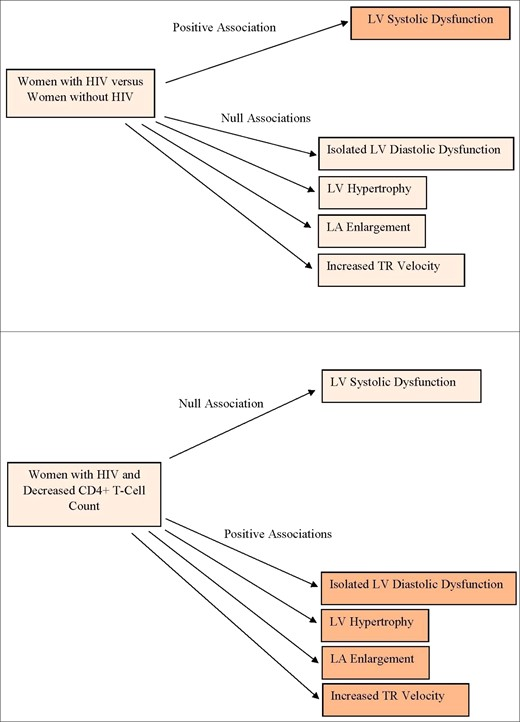 Positive Association
LV Systolic Dysfunction
Women with HIV versus
Women without HIV
Null Associations
Isolated LV Diastolic Dysfunction
LV Hypertrophy
LA Enlargement
Increased TR Velocity
LV Systolic Dysfunction
Null Association
Women with HIV and
Decreased CD4+ T-Cell
Count
Positive Associations
Isolated LV Diastolic Dysfunction
LV Hypertrophy
LA Enlargement
Increased TR Velocity